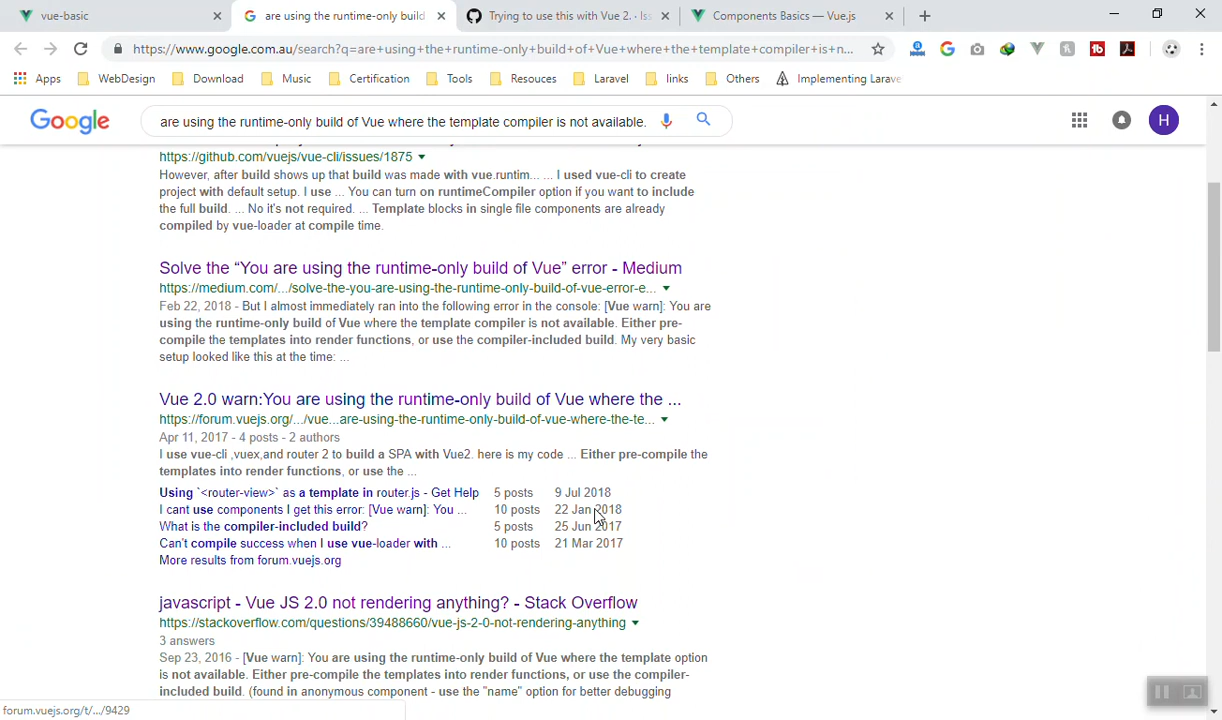 vue-basic
are using the runtime-only build
Trying to use this with Vue 2. · Iss
Components Basics — Vue.js
https://www.google.com.au/search?q=are+using+the+runtime-only+build+of+Vue+where+the+template+compiler+is+n...
Apps
WebDesign
Download
Music
Certification
Tools
Resouces
Laravel
links
Others
Implementing Larave
Google
are using the runtime-only build of Vue where the template compiler is not available.
H
https://github.com/vuejs/vue-cli/issues/1875
However, after build shows up that build was made with vue.runtim... ... I used vue-cli to create
project with default setup. I use ... You can turn on runtimeCompiler option if you want to include
the full build. ... No it's not required. ... Template blocks in single file components are already
compiled by vue-loader at compile time.
Solve the “You are using the runtime-only build of Vue” error - Medium
https://medium.com/.../solve-the-you-are-using-the-runtime-only-build-of-vue-error-e...
Feb 22, 2018 - But I almost immediately ran into the following error in the console: [Vue warn]: You are
using the runtime-only build of Vue where the template compiler is not available. Either pre-
compile the templates into render functions, or use the compiler-included build. My very basic
setup looked like this at the time: ...
Vue 2.0 warn:You are using the runtime-only build of Vue where the ...
https://forum.vuejs.org/.../vue...are-using-the-runtime-only-build-of-vue-where-the-te...
Apr 11, 2017 - 4 posts - 2 authors
I use vue-cli ,vuex,and router 2 to build a SPA with Vue2. here is my code ... Either pre-compile the
templates into render functions, or use the ...
Using `<router-view>` as a template in router.js - Get Help 5 posts 9 Jul 2018
I cant use components I get this error: [Vue warn]: You ... 10 posts 22 Jan 2018
What is the compiler-included build? 5 posts 25 Jun 2017
Can't compile success when I use vue-loader with ... 10 posts 21 Mar 2017
More results from forum.vuejs.org
javascript - Vue JS 2.0 not rendering anything? - Stack Overflow
https://stackoverflow.com/questions/39488660/vue-js-2-0-not-rendering-anything
3 answers
Sep 23, 2016 - [Vue warn]: You are using the runtime-only build of Vue where the template option
is not available. Either pre-compile the templates into render functions, or use the compiler-
included build. (found in anonymous component - use the "name" option for better debugging
forum.vuejs.org/t/.../9429